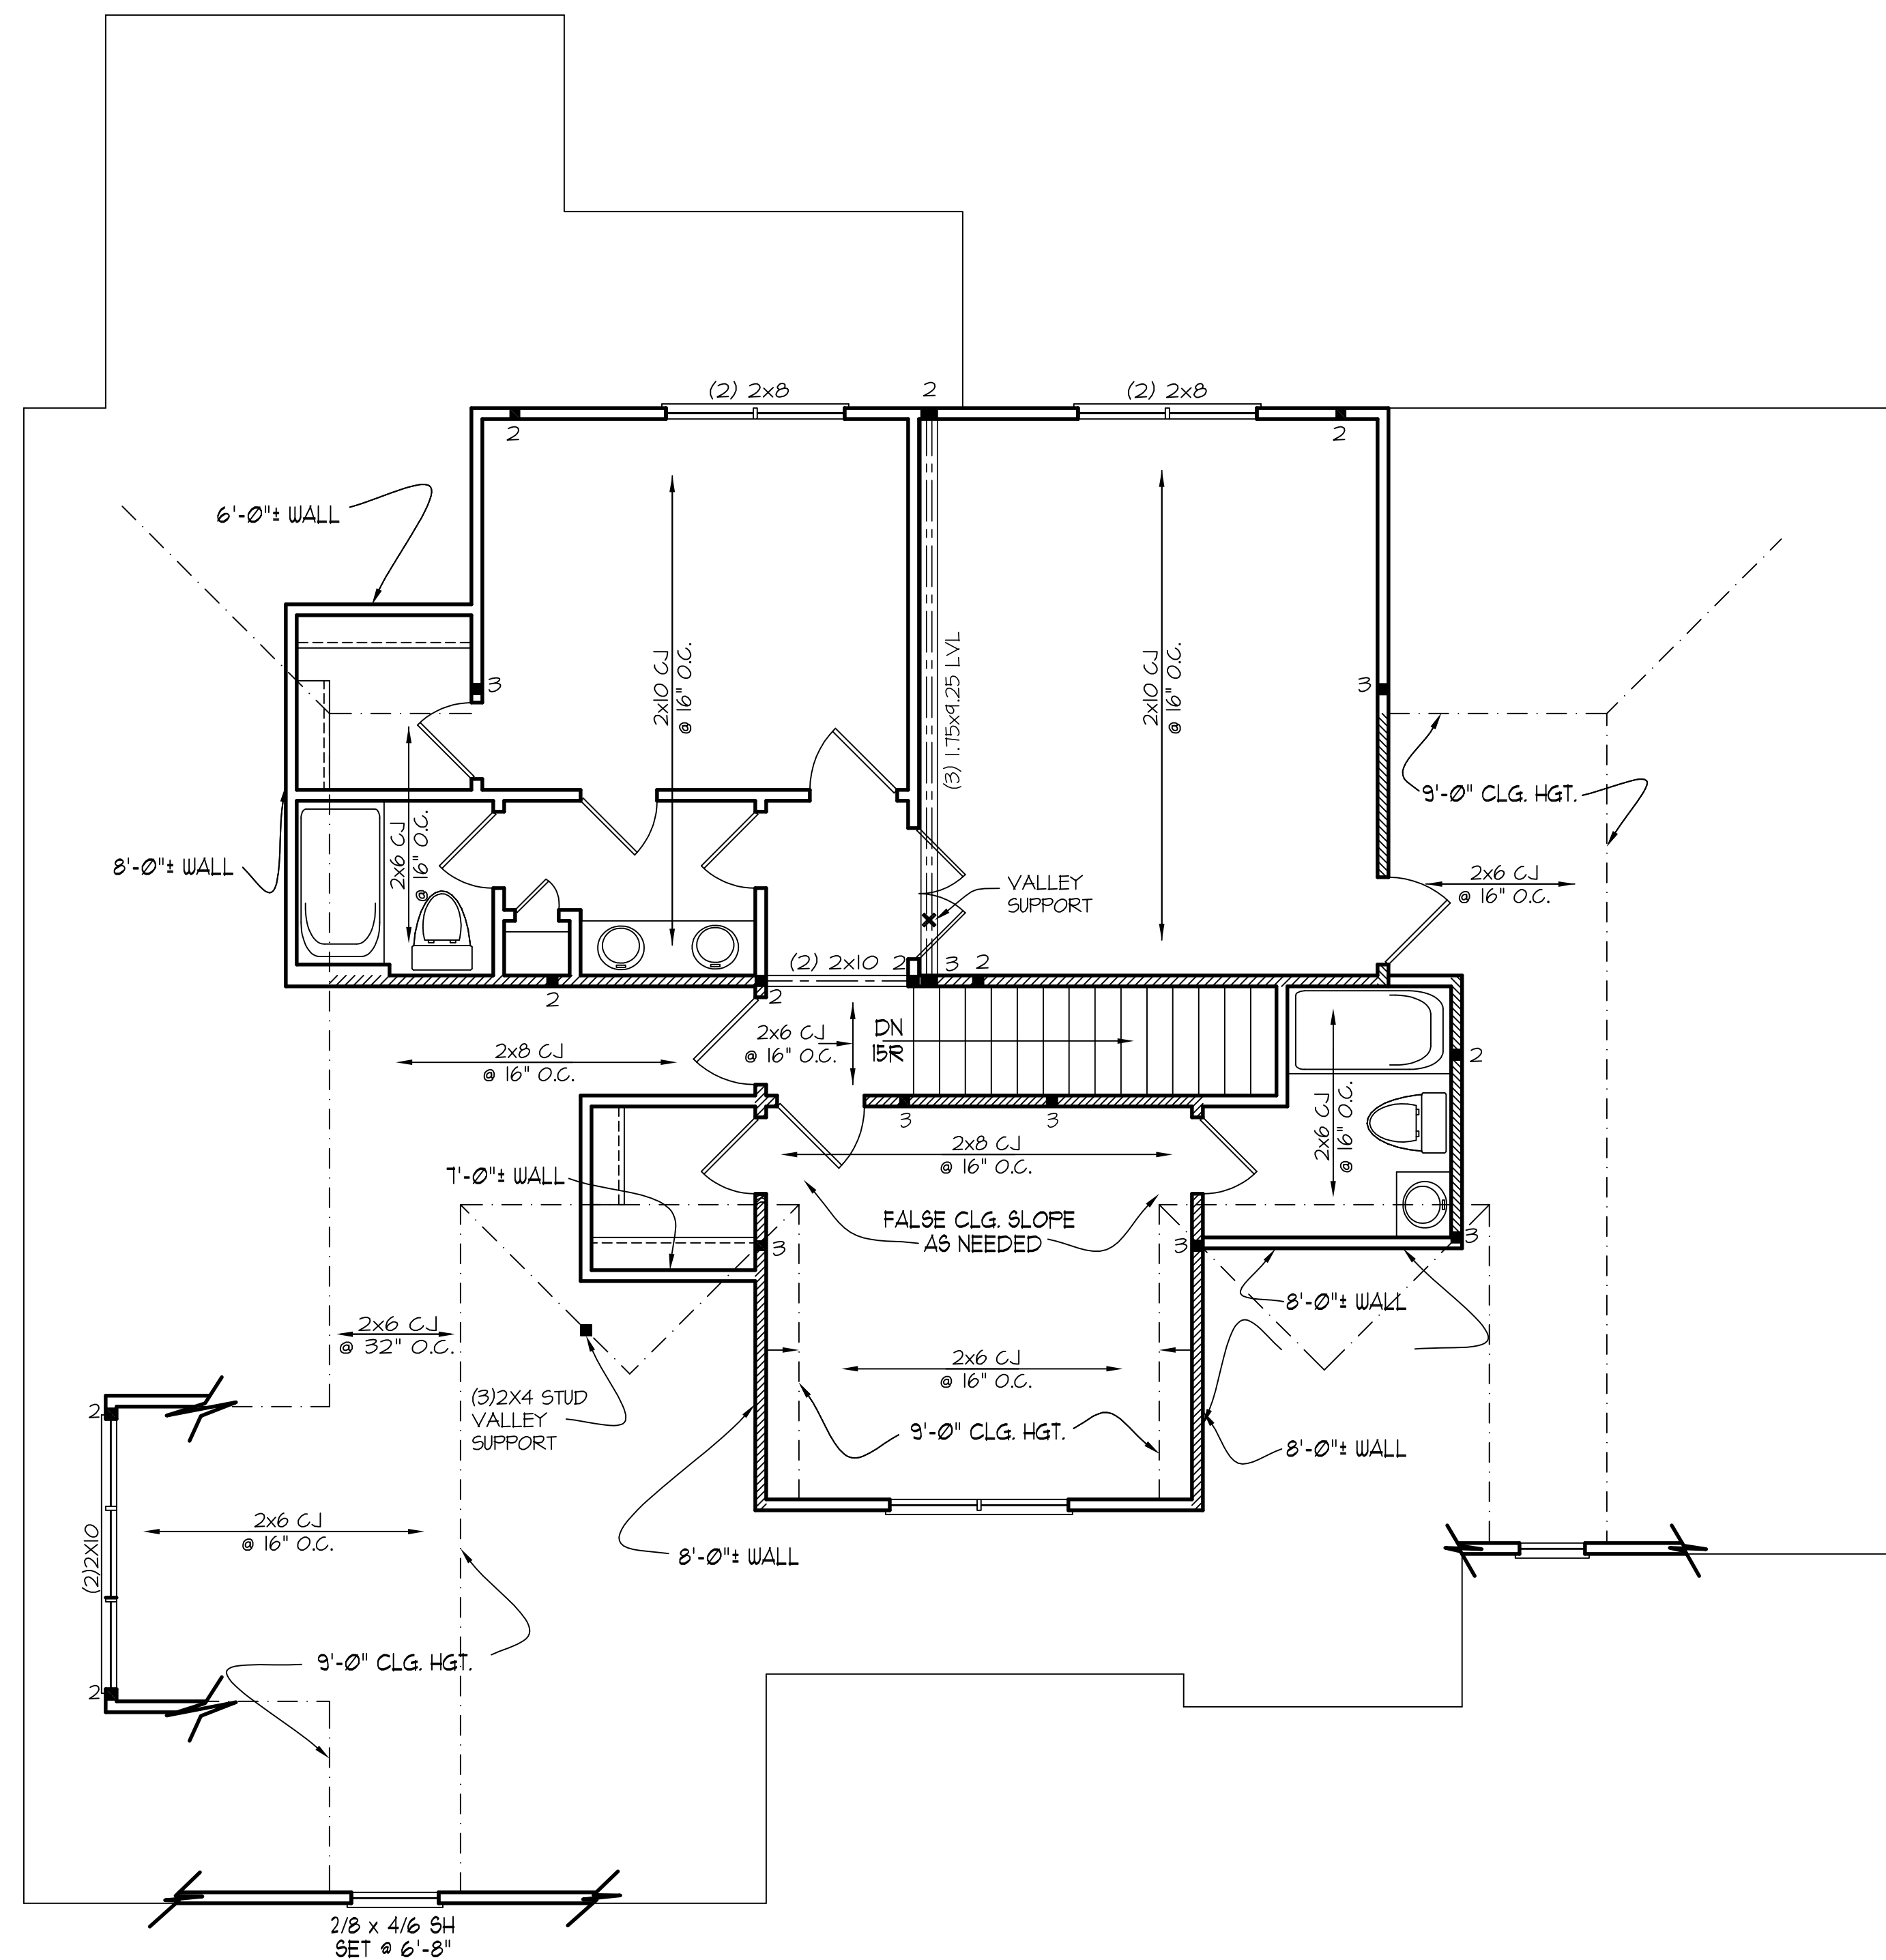 (2) 2x8
2
(2) 2x8
2
2
6'-0"± WALL
2x10 CJ
@ 16" O.C.
(3) 1.75x9.25 LVL
2x10 CJ
@ 16" O.C.
3
3
9'-0" CLG. HGT.
8'-0"± WALL
2x6 CJ
@ 16" O.C.
VALLEY
SUPPORT
2x6 CJ
@ 16" O.C.
(2) 2x10
2
3
2
2
2
2x8 CJ
@ 16" O.C.
2x6 CJ
@ 16" O.C.
DN
15R
2
3
3
2x6 CJ
@ 16" O.C.
2x8 CJ
@ 16" O.C.
7'-0"± WALL
FALSE CLG. SLOPE
AS NEEDED
3
3
3
8'-0"± WALL
2x6 CJ
@ 32" O.C.
2x6 CJ
@ 16" O.C.
(3)2X4 STUD
VALLEY
SUPPORT
9'-0" CLG. HGT.
8'-0"± WALL
2
(2)2X10
2x6 CJ
@ 16" O.C.
8'-0"± WALL
9'-0" CLG. HGT.
2
2/8 x 4/6 SH
SET @ 6'-8"